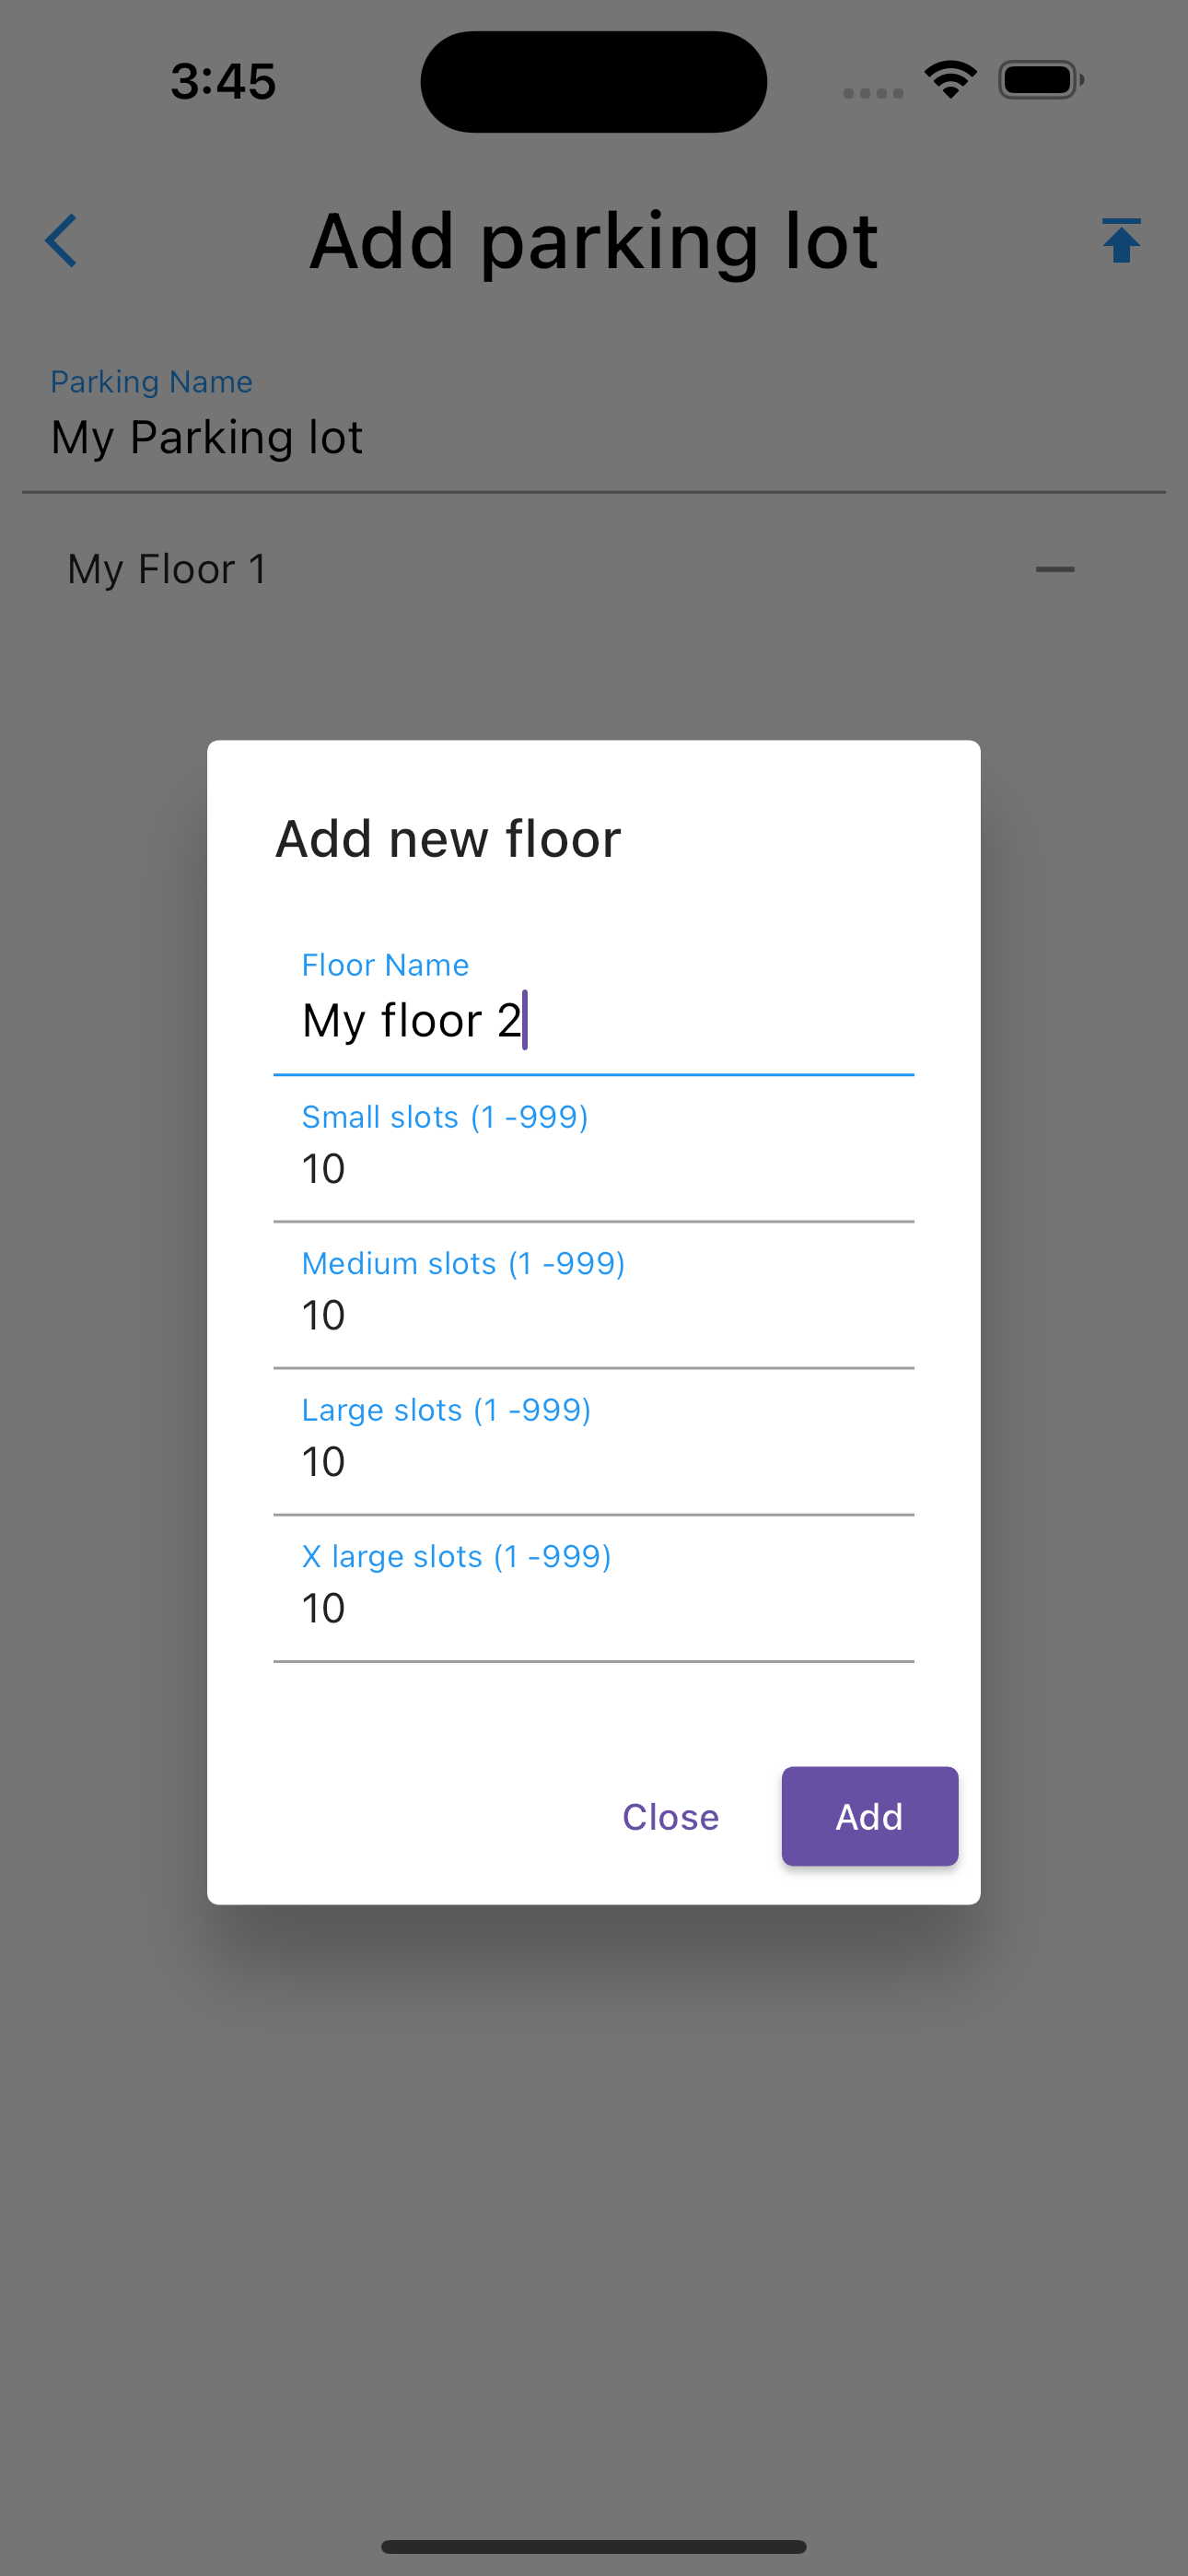 3:45
Add parking lot
Parking Name
My Parking lot
My Floor 1
Add new floor
Floor Name
My floor 2
Small slots (1 -999)
10
Medium slots (1 -999)
10
Large slots (1 -999)
10
X large slots (1 -999)
10
Close Add